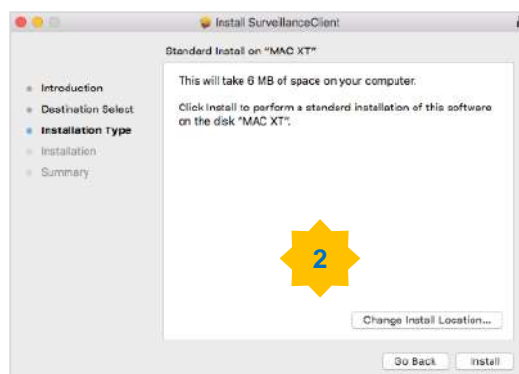 Install SurveillanceClient
Standard Install on "MAC XT"
Introduction
Destination Select
Installation Type
Installation
Summary
This will take 6 MB of space on your computer.
Click Install to perform a standard installation of this software
on the disk "MAC XT".
2
Change Install Location...
Go Back
Install